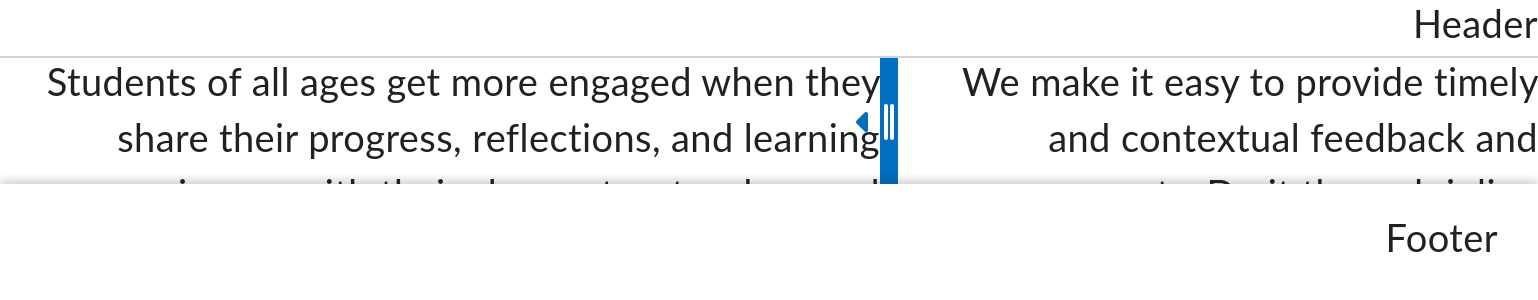 Header
Students of all ages get more engaged when they
share their progress, reflections, and learning
We make it easy to provide timely
and contextual feedback and
Footer